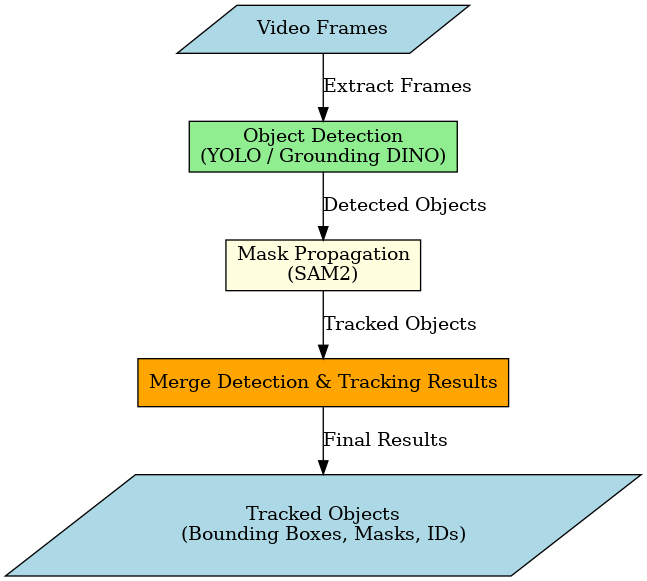 Video Frames
Extract Frames
Object Detection
(YOLO / Grounding DINO)
Detected Objects
Mask Propagation
(SAM2)
Tracked Objects
Merge Detection & Tracking Results
Final Results
Tracked Objects
(Bounding Boxes, Masks, IDs)